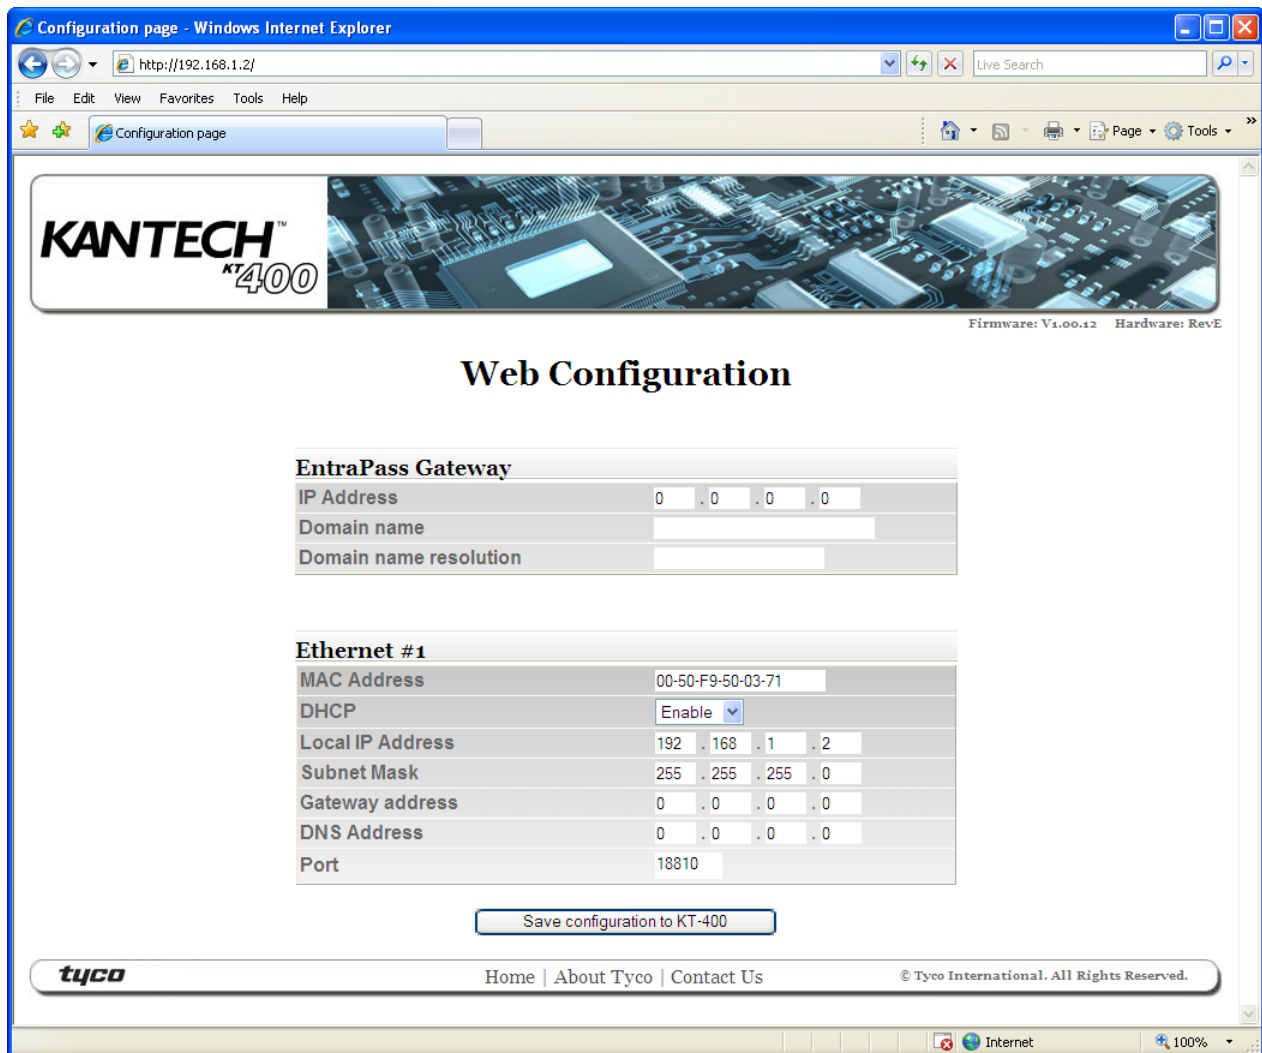 Configuration page - Windows Internet Explorer
http://192.168.1.2/
Live Search
File Edit View Favorites Tools Help
Configuration page
Page Tools »
KANTECH™
KT400
Firmware: V1.00.12 Hardware: RevE
Web Configuration
EntraPass Gateway
IP Address 0 . 0 . 0 . 0
Domain name
Domain name resolution
Ethernet #1
MAC Address 00-50-F9-50-03-71
DHCP Enable
Local IP Address 192 . 168 . 1 . 2
Subnet Mask 255 . 255 . 255 . 0
Gateway address 0 . 0 . 0 . 0
DNS Address 0 . 0 . 0 . 0
Port 18810
Save configuration to KT-400
tyco Home | About Tyco | Contact Us © Tyco International. All Rights Reserved.
Internet 100%